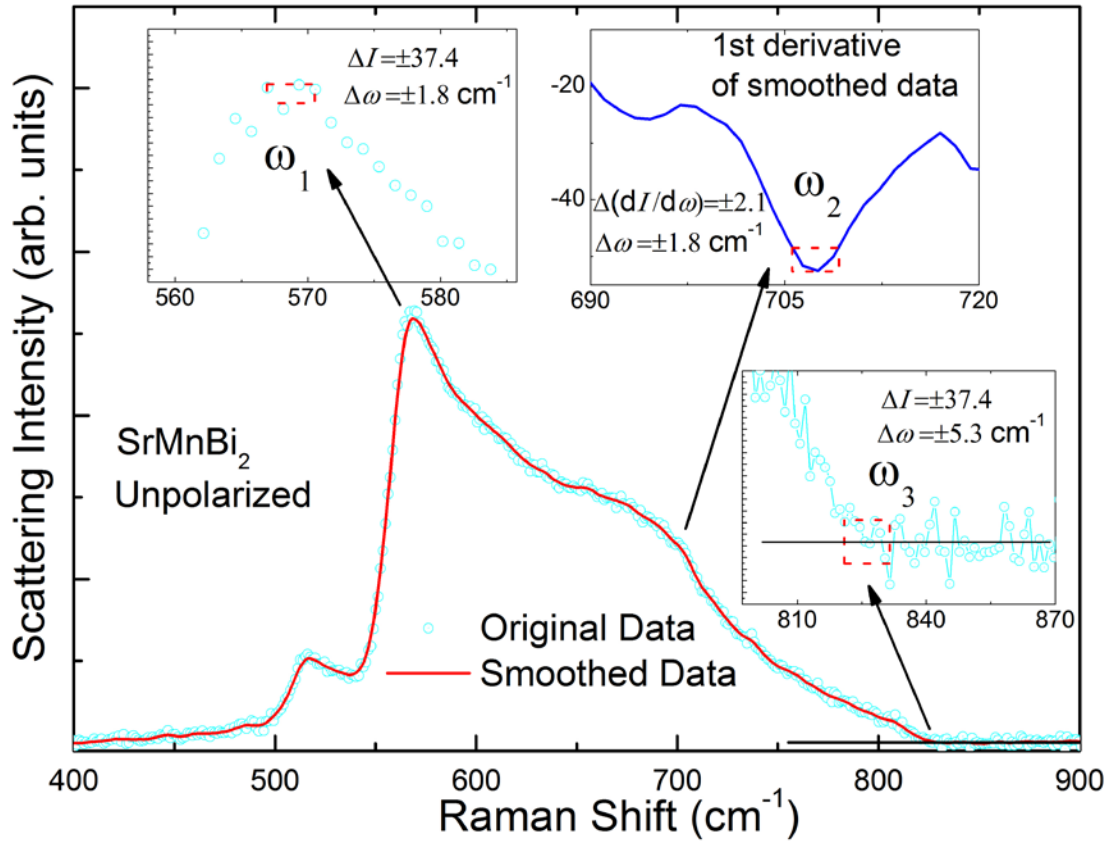 Scattering Intensity (arb. units)
ΔI=±37.4
Δω=±1.8 cm⁻¹
ω₁
560 570 580
1st derivative
of smoothed data
-20
-40
Δ(dI/dω)=±2.1
Δω=±1.8 cm⁻¹
ω₂
690 705 720
ΔI=±37.4
Δω=±5.3 cm⁻¹
ω₃
810 840 870
SrMnBi₂
Unpolarized
Original Data
Smoothed Data
400 500 600 700 800 900
Raman Shift (cm⁻¹)